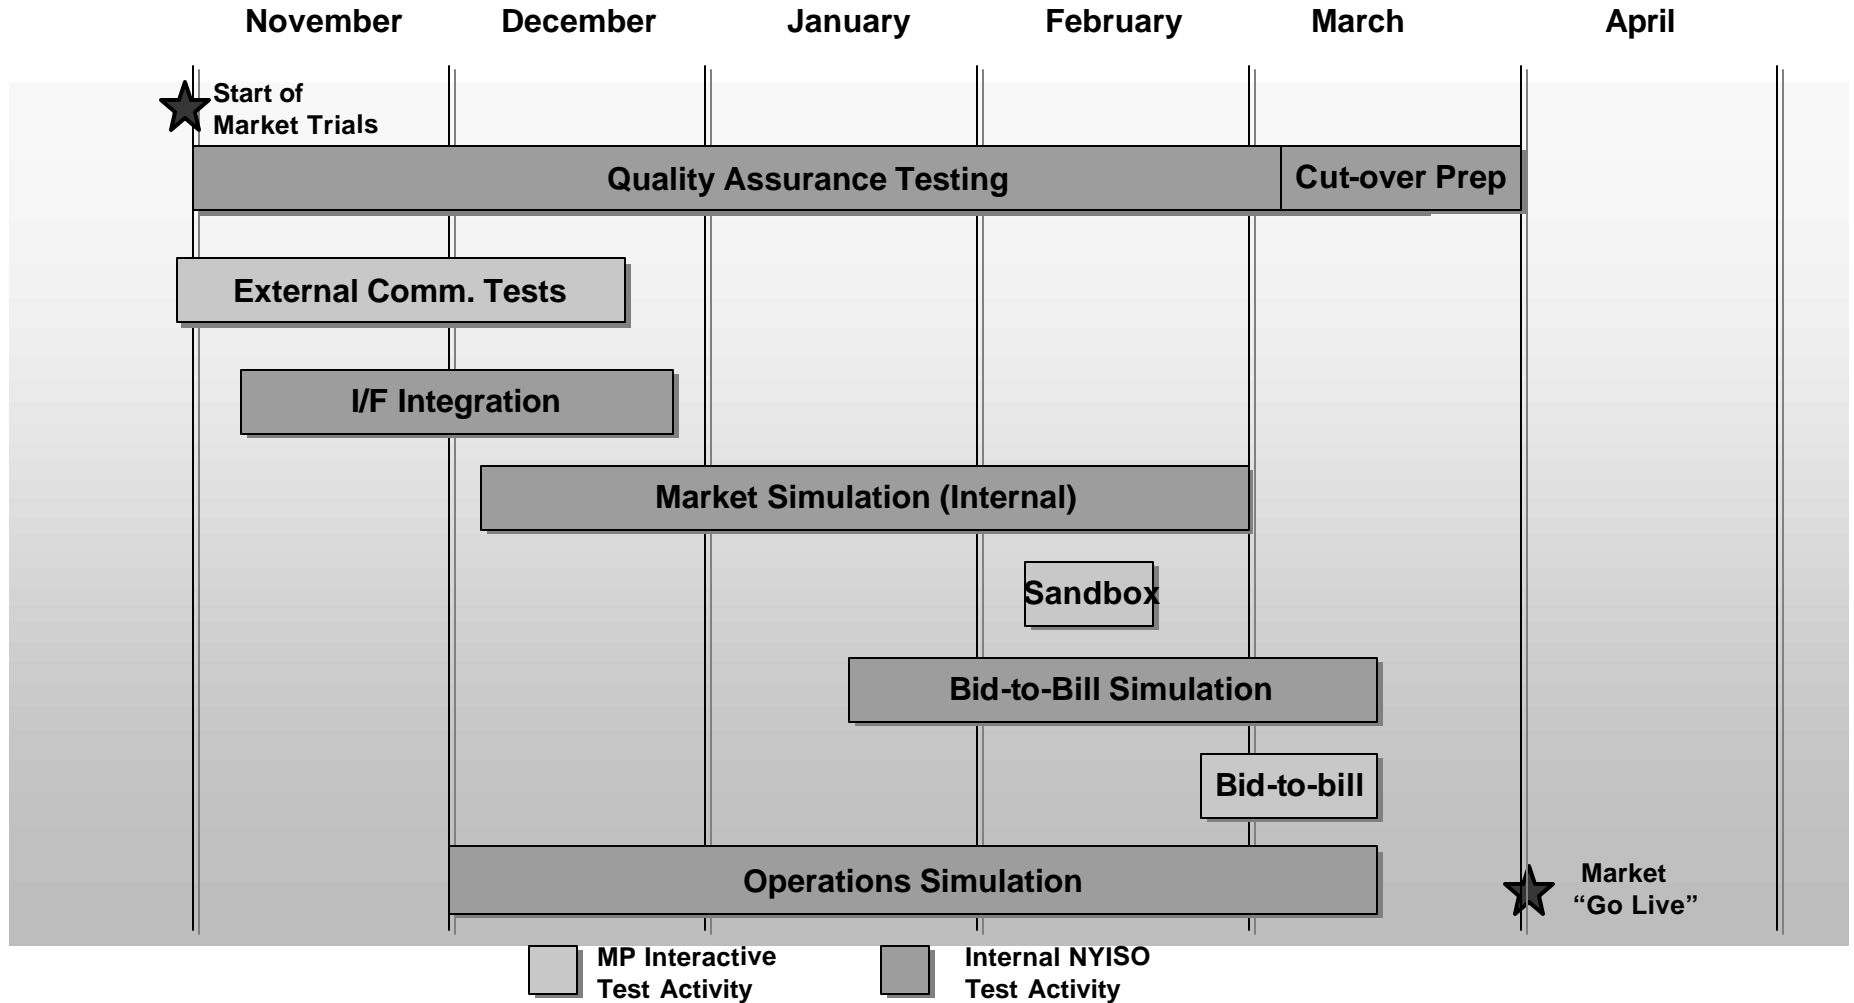 November December January February March April
Start of
Market Trials
Quality Assurance Testing
Cut-over Prep
External Comm. Tests
I/F Integration
Market Simulation (Internal)
Sandbox
Bid-to-Bill Simulation
Bid-to-bill
Operations Simulation
Market
“Go Live”
MP Interactive
Test Activity
Internal NYISO
Test Activity